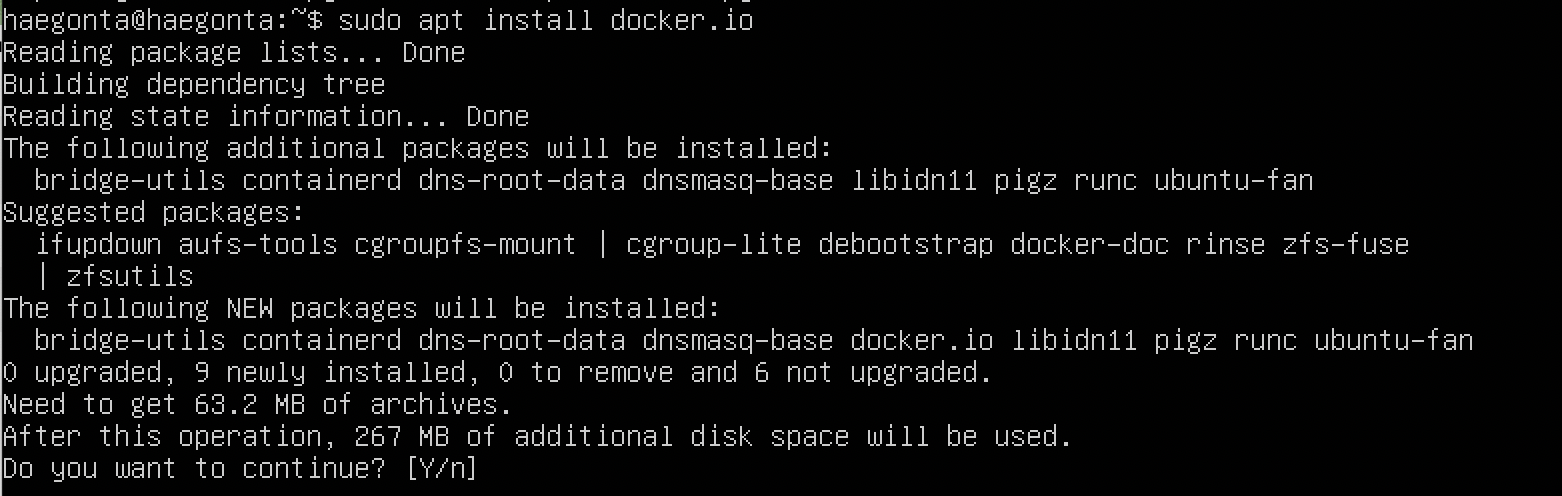 haegonta@haegonta:~$ sudo apt install docker.io
Reading package lists... Done
Building dependency tree
Reading state information... Done
The following additional packages will be installed:
  bridge-utils containerd dns-root-data dnsmasq-base libidn11 pigz runc ubuntu-fan
Suggested packages:
  ifupdown aufs-tools cgroupfs-mount | cgroup-lite debootstrap docker-doc rinse zfs-fuse
  | zfsutils
The following NEW packages will be installed:
  bridge-utils containerd dns-root-data dnsmasq-base docker.io libidn11 pigz runc ubuntu-fan
0 upgraded, 9 newly installed, 0 to remove and 6 not upgraded.
Need to get 63.2 MB of archives.
After this operation, 267 MB of additional disk space will be used.
Do you want to continue? [Y/n]